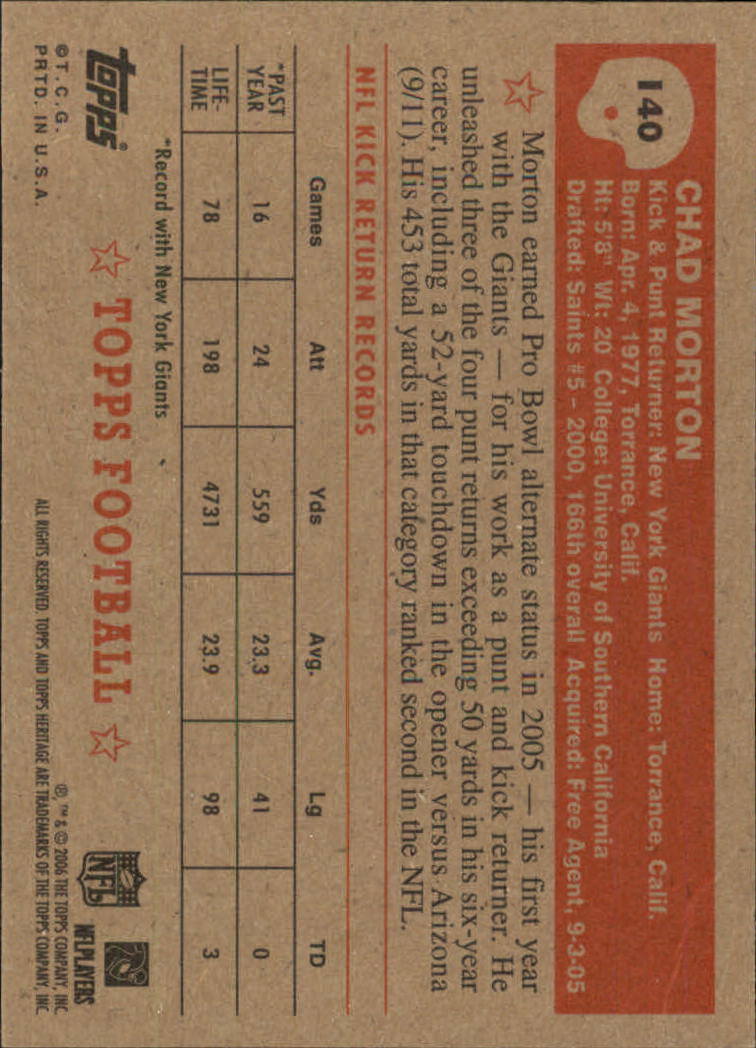 140
CHAD MORTON
Kick & Punt Returner: New York Giants Home: Torrance, Calif.
Born: Apr. 4, 1977, Torrance, Calif.
Ht: 5'8" Wt: 20 College: University of Southern California
Drafted: Saints #5 – 2000, 166th overall Acquired: Free Agent, 9-3-05
Morton earned Pro Bowl alternate status in 2005 — his first year
with the Giants — for his work as a punt and kick returner. He
unleashed three of the four punt returns exceeding 50 yards in his six-year
career, including a 52-yard touchdown in the opener versus Arizona
(9/11). His 453 total yards in that category ranked second in the NFL.
NFL KICK RETURN RECORDS
Games Att Yds Avg. Lg TD
*PAST YEAR 16 24 559 23.3 41 0
LIFE-TIME 78 198 4731 23.9 98 3
*Record with New York Giants
topps
TOPPS FOOTBALL
NFL
NFLPLAYERS
© T.C.G.
PRTD. IN U.S.A.
®, ™ & © 2006 THE TOPPS COMPANY, INC
ALL RIGHTS RESERVED. TOPPS AND TOPPS HERITAGE ARE TRADEMARKS OF THE TOPPS COMPANY, INC